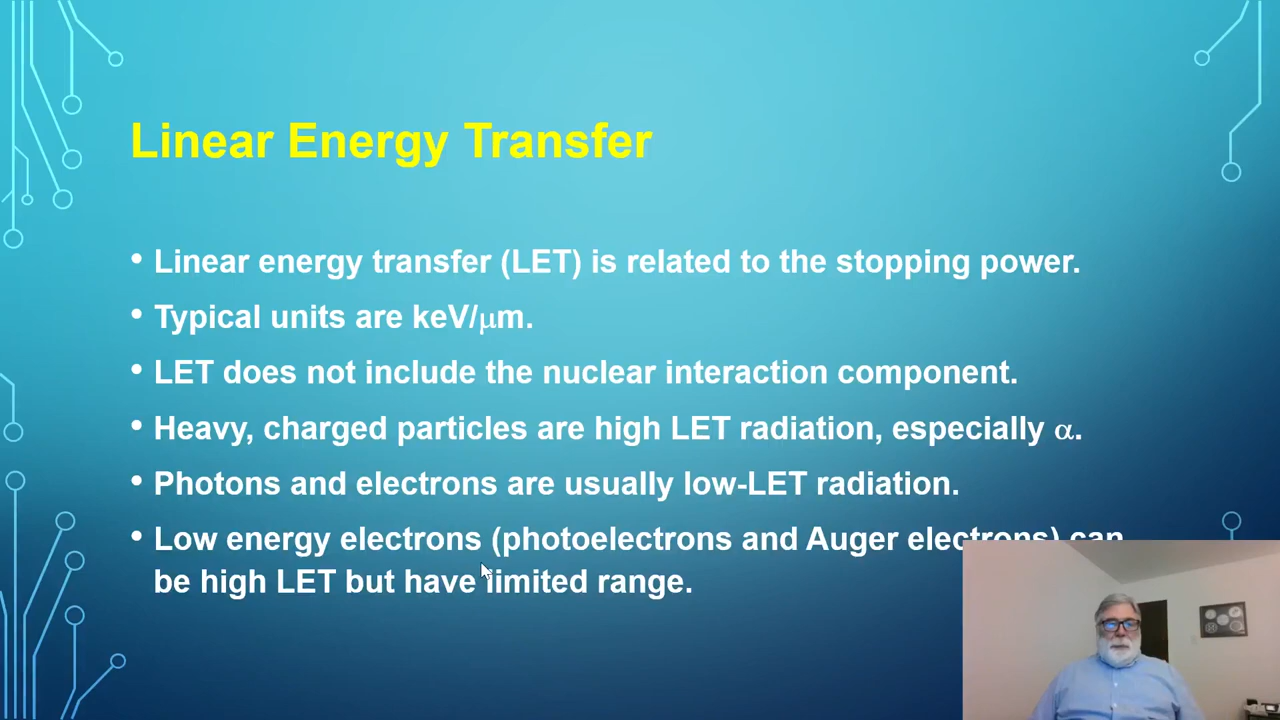 Linear Energy Transfer
• Linear energy transfer (LET) is related to the stopping power.
• Typical units are keV/μm.
• LET does not include the nuclear interaction component.
• Heavy, charged particles are high LET radiation, especially α.
• Photons and electrons are usually low-LET radiation.
• Low energy electrons (photoelectrons and Auger electrons) can
be high LET but have limited range.